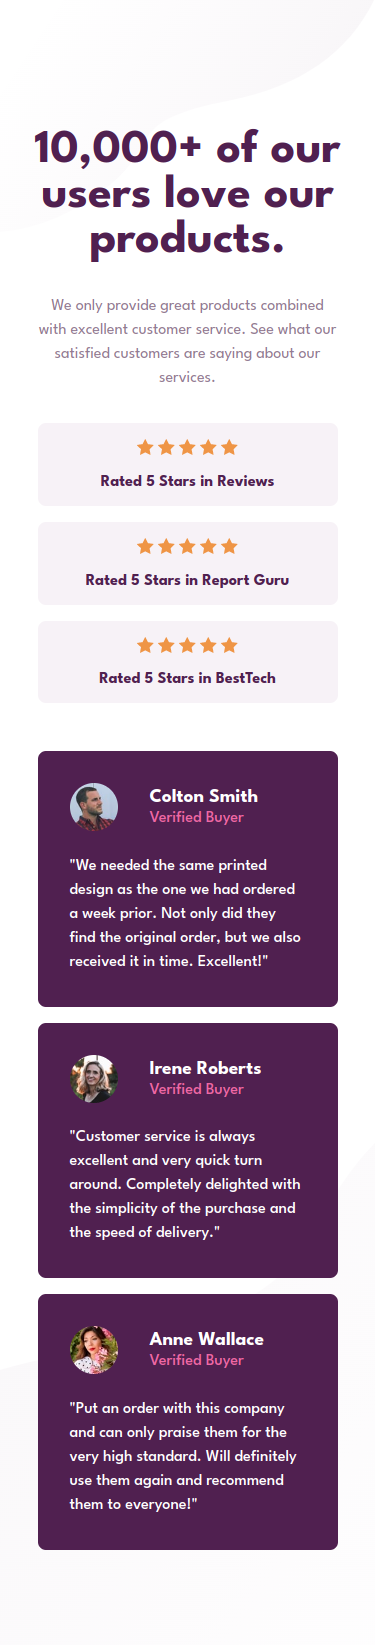 10,000+ of our
users love our
products.
We only provide great products combined
with excellent customer service. See what our
satisfied customers are saying about our
services.
Rated 5 Stars in Reviews
Rated 5 Stars in Report Guru
Rated 5 Stars in BestTech
Colton Smith
Verified Buyer
"We needed the same printed
design as the one we had ordered
a week prior. Not only did they
find the original order, but we also
received it in time. Excellent!"
Irene Roberts
Verified Buyer
"Customer service is always
excellent and very quick turn
around. Completely delighted with
the simplicity of the purchase and
the speed of delivery."
Anne Wallace
Verified Buyer
"Put an order with this company
and can only praise them for the
very high standard. Will definitely
use them again and recommend
them to everyone!"